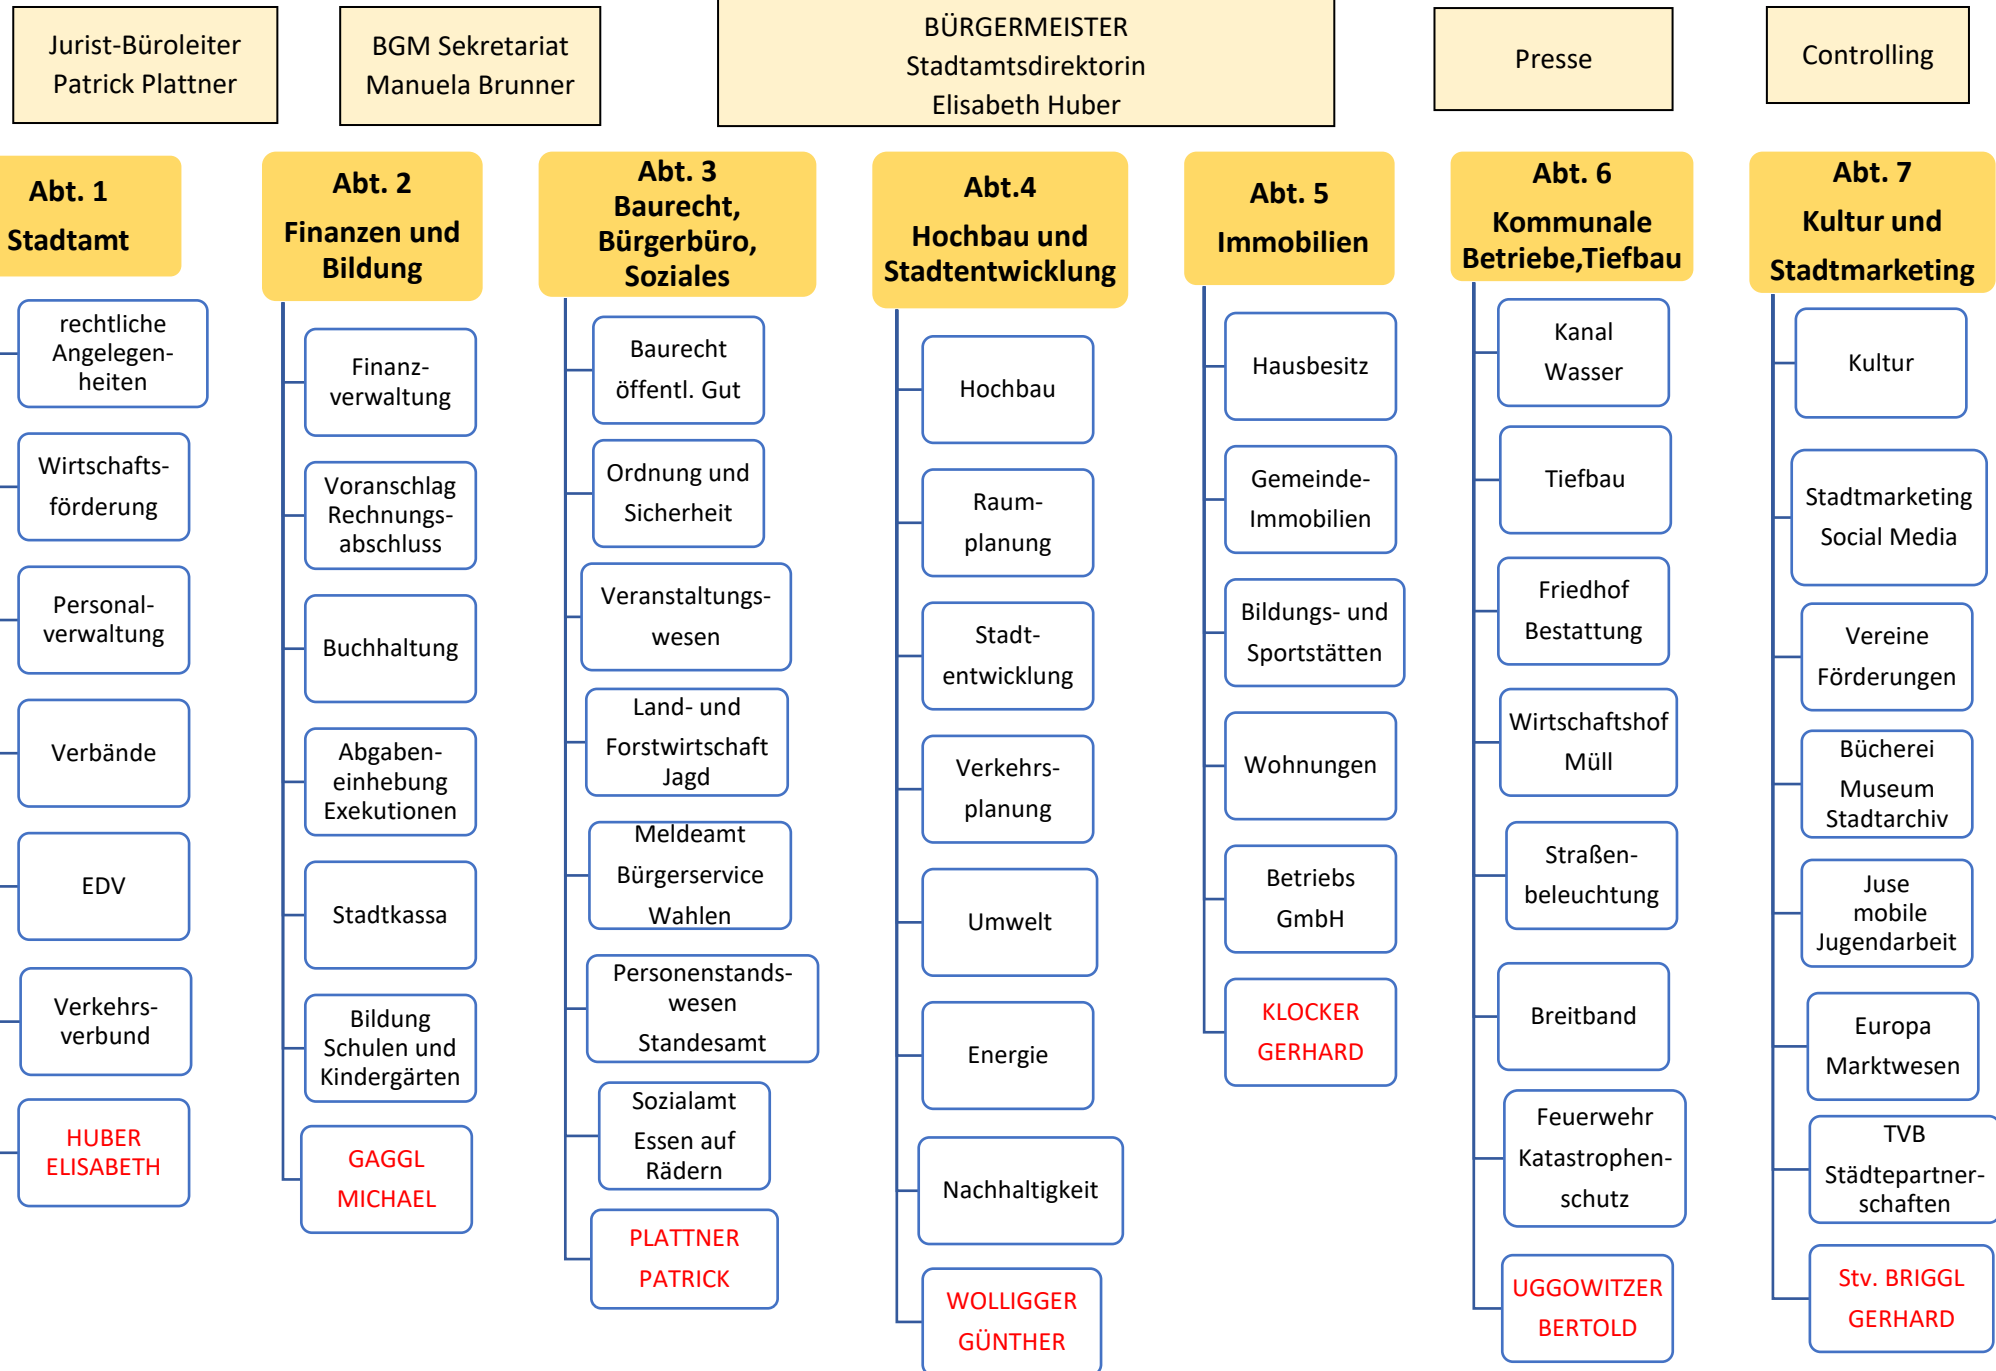 Jurist-Büroleiter
Patrick Plattner
BGM Sekretariat
Manuela Brunner
BÜRGERMEISTER
Stadtamtsdirektorin
Elisabeth Huber
Presse
Controlling
Abt. 1
Stadtamt
rechtliche
Angelegen-
heiten
Wirtschafts-
förderung
Personal-
verwaltung
Verbände
EDV
Verkehrs-
verbund
HUBER
ELISABETH
Abt. 2
Finanzen und
Bildung
Finanz-
verwaltung
Voranschlag
Rechnungs-
abschluss
Buchhaltung
Abgaben-
einhebung
Exekutionen
Stadtkassa
Bildung
Schulen und
Kindergärten
GAGGL
MICHAEL
Abt. 3
Baurecht,
Bürgerbüro,
Soziales
Baurecht
öffentl. Gut
Ordnung und
Sicherheit
Veranstaltungs-
wesen
Land- und
Forstwirtschaft
Jagd
Meldeamt
Bürgerservice
Wahlen
Personenstands-
wesen
Standesamt
Sozialamt
Essen auf
Rädern
PLATTNER
PATRICK
Abt.4
Hochbau und
Stadtentwicklung
Hochbau
Raum-
planung
Stadt-
entwicklung
Verkehrs-
planung
Umwelt
Energie
Nachhaltigkeit
WOLLIGGER
GÜNTHER
Abt. 5
Immobilien
Hausbesitz
Gemeinde-
Immobilien
Bildungs- und
Sportstätten
Wohnungen
Betriebs
GmbH
KLOCKER
GERHARD
Abt. 6
Kommunale
Betriebe,Tiefbau
Kanal
Wasser
Tiefbau
Friedhof
Bestattung
Wirtschaftshof
Müll
Straßen-
beleuchtung
Breitband
Feuerwehr
Katastrophen-
schutz
UGGOWITZER
BERTOLD
Abt. 7
Kultur und
Stadtmarketing
Kultur
Stadtmarketing
Social Media
Vereine
Förderungen
Bücherei
Museum
Stadtarchiv
Juse
mobile
Jugendarbeit
Europa
Marktwesen
TVB
Städtepartner-
schaften
Stv. BRIGGL
GERHARD